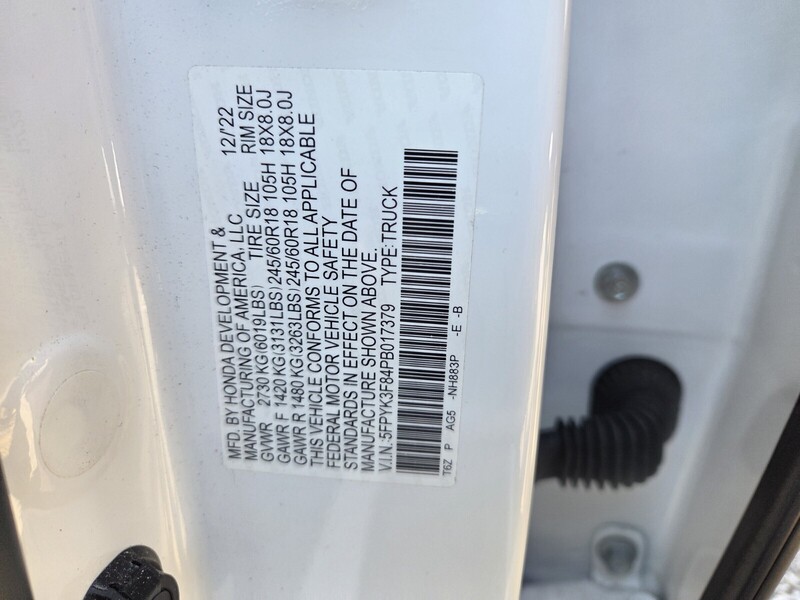 MFD. BY HONDA DEVELOPMENT & 12/'22
MANUFACTURING OF AMERICA, LLC
TIRE SIZE RIM SIZE
GVWR 2730 KG(6019LBS)
GAWR F 1420 KG(3131LBS) 245/60R18 105H 18X8.0J
GAWR R 1480 KG(3263LBS) 245/60R18 105H 18X8.0J
THIS VEHICLE CONFORMS TO ALL APPLICABLE
FEDERAL MOTOR VEHICLE SAFETY
STANDARDS IN EFFECT ON THE DATE OF
MANUFACTURE SHOWN ABOVE.
V.I.N.:5FPYK3F84PB017379 TYPE:TRUCK
T6Z P AG5 -NH883P -E -B